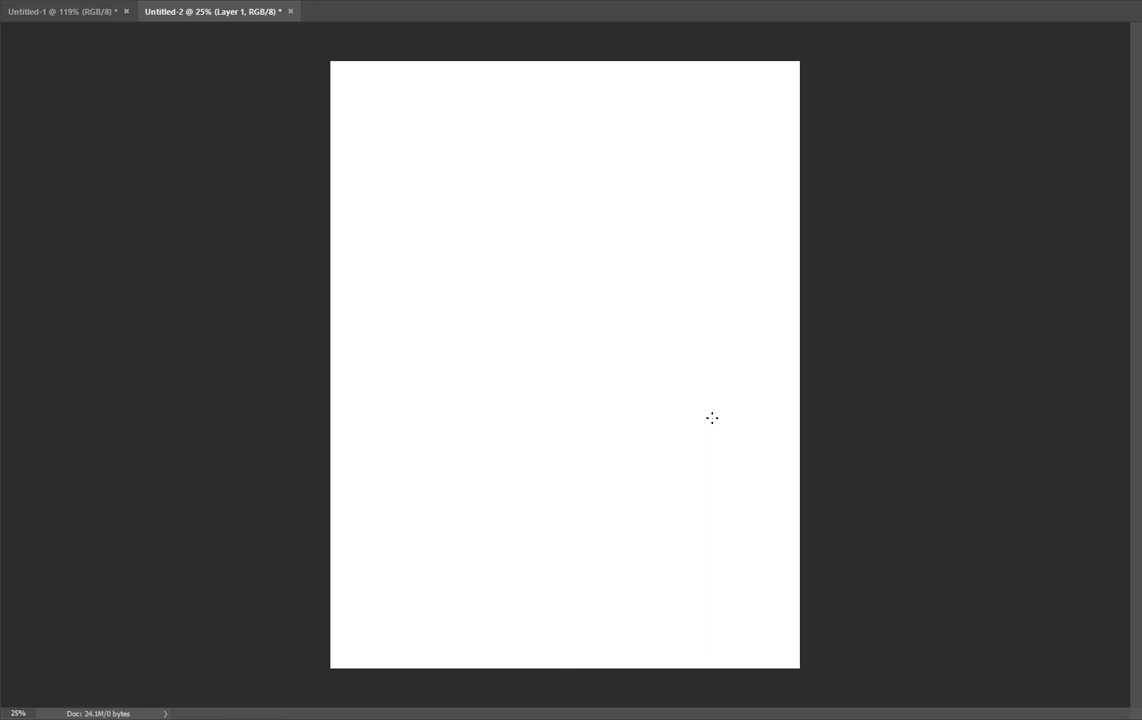 Untitled-1 @ 119% (RGB/8) * × Untitled-2 @ 25% (Layer 1, RGB/8) * ×
25% Doc: 24.1M/0 bytes >